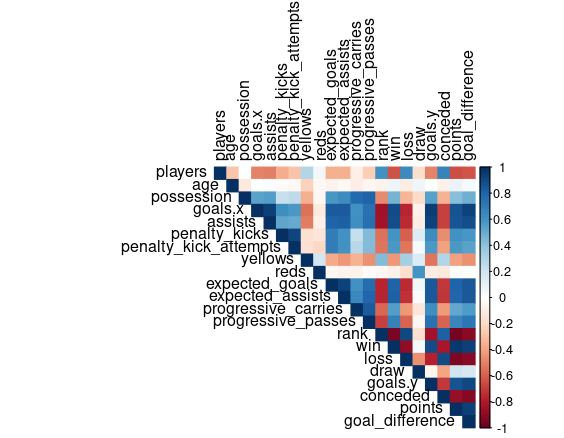 players
age
possession
goals.x
assists
penalty_kicks
penalty_kick_attempts
yellows
reds
expected_goals
expected_assists
progressive_carries
progressive_passes
rank
win
loss
draw
goals.y
conceded
points
goal_difference
players
age
possession
goals.x
assists
penalty_kicks
penalty_kick_attempts
yellows
reds
expected_goals
expected_assists
progressive_carries
progressive_passes
rank
win
loss
draw
goals.y
conceded
points
goal_difference
1
0.8
0.6
0.4
0.2
0
-0.2
-0.4
-0.6
-0.8
-1